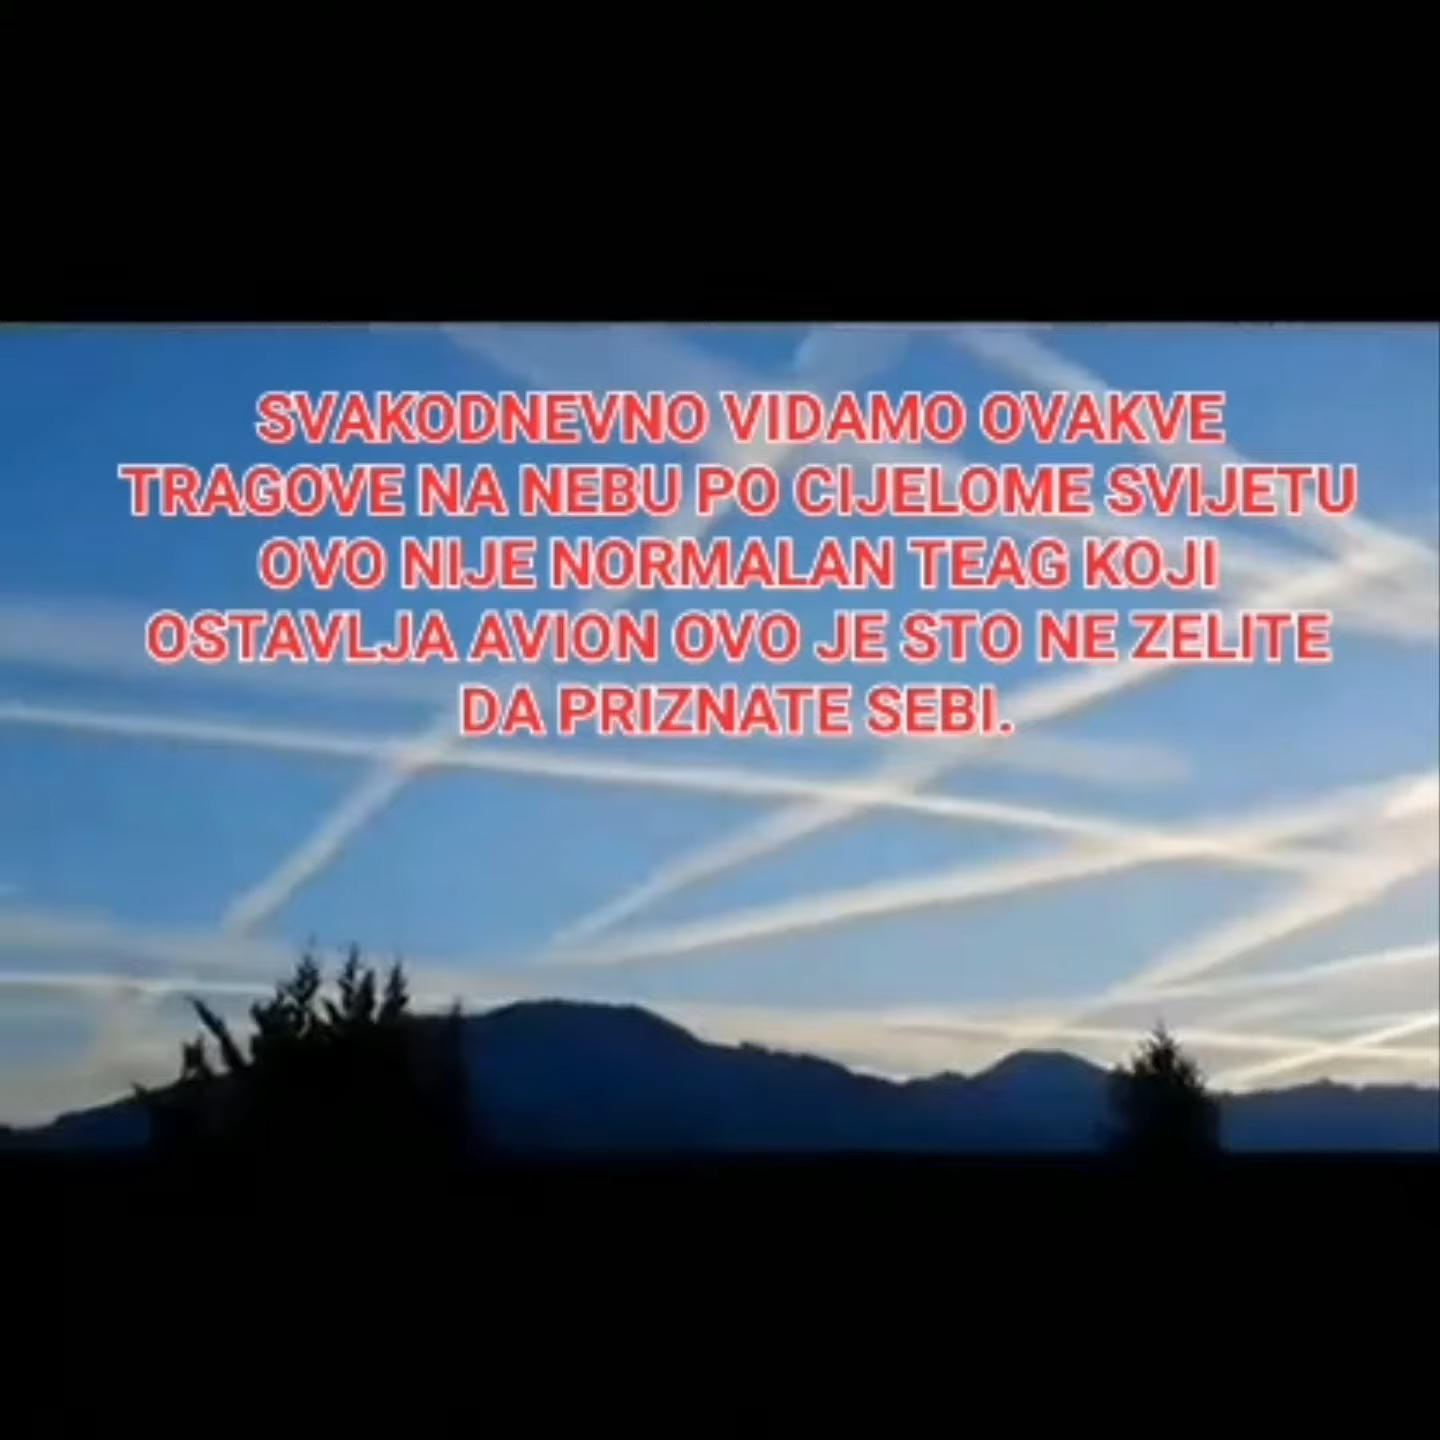 SVAKODNEVNO VIDAMO OVAKVE
TRAGOVE NA NEBU PO CIJELOME SVIJETU
OVO NIJE NORMALAN TEAG KOJI
OSTAVLJA AVION OVO JE STO NE ZELITE
DA PRIZNATE SEBI.